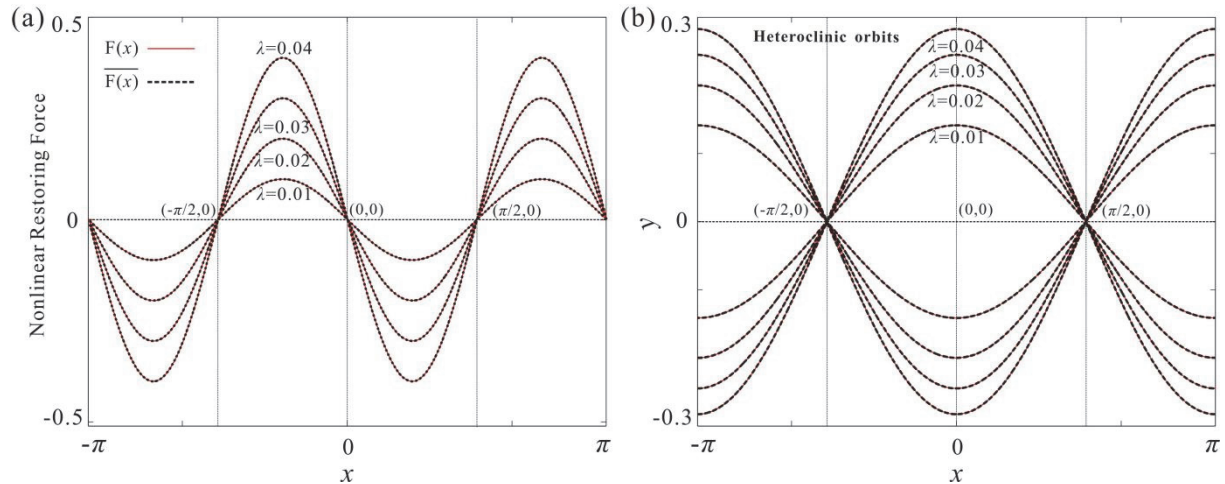 (a)
0.5
F(x)
F(x)
λ=0.04
λ=0.03
λ=0.02
λ=0.01
(-π/2,0)
(0,0)
(π/2,0)
Nonlinear Restoring Force
0
-0.5
-π
0
π
x
(b)
0.3
Heteroclinic orbits
λ=0.04
λ=0.03
λ=0.02
λ=0.01
(-π/2,0)
(0,0)
(π/2,0)
y
0
-0.3
-π
0
π
x